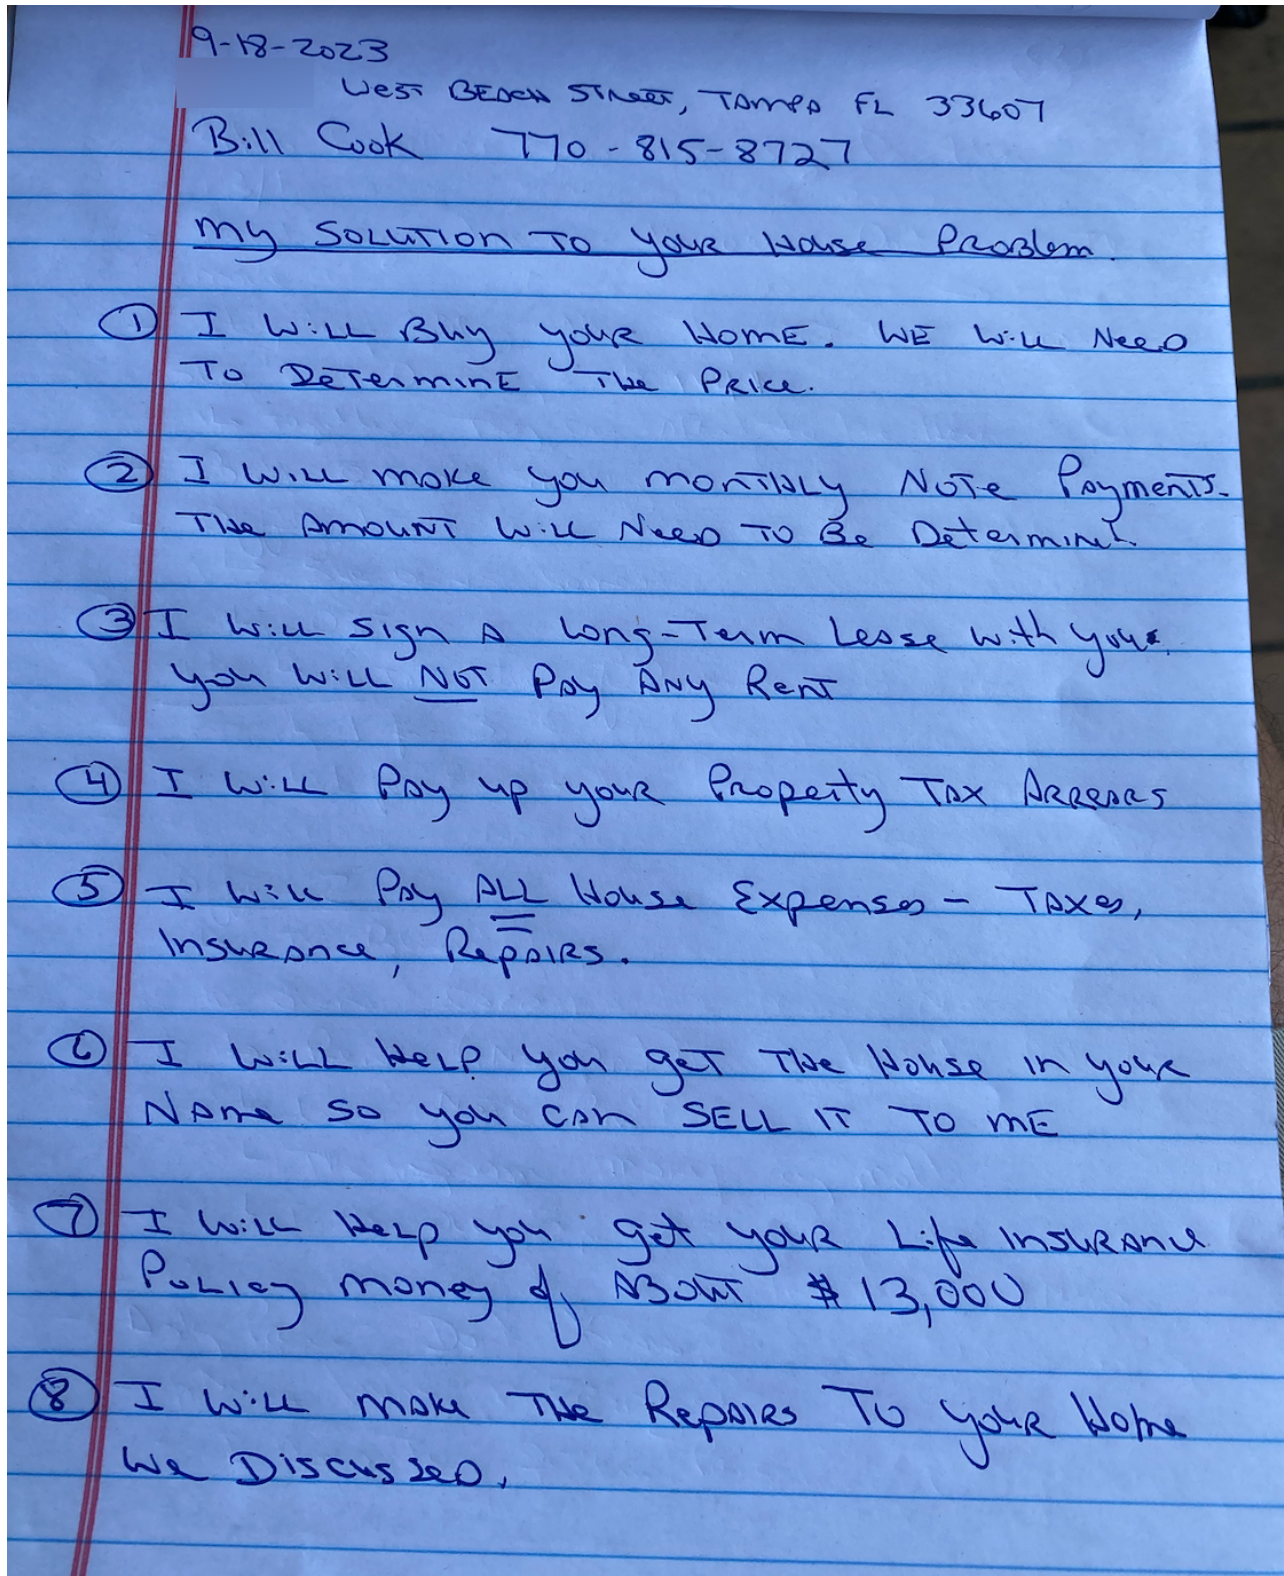 9-18-2023
West Beach Street, Tampa FL 33607
Bill Cook 770-815-8727
My Solution To Your House Problem.
① I Will Buy your Home. We Will Need
To Determine The Price.
② I Will make you monthly Note Payments.
The Amount Will Need To Be Determined.
③ I Will Sign A Long-Term Lease with you.
you Will NOT Pay Any Rent
④ I Will Pay up your Property Tax Arrears
⑤ I Will Pay ALL House Expenses - Taxes,
Insurance, Repairs.
⑥ I Will Help you get The House in your
Name so you can SELL IT TO ME
⑦ I Will Help you get your Life Insurance
Policy money of About $13,000
⑧ I Will make The Repairs To your Home
We Discussed.